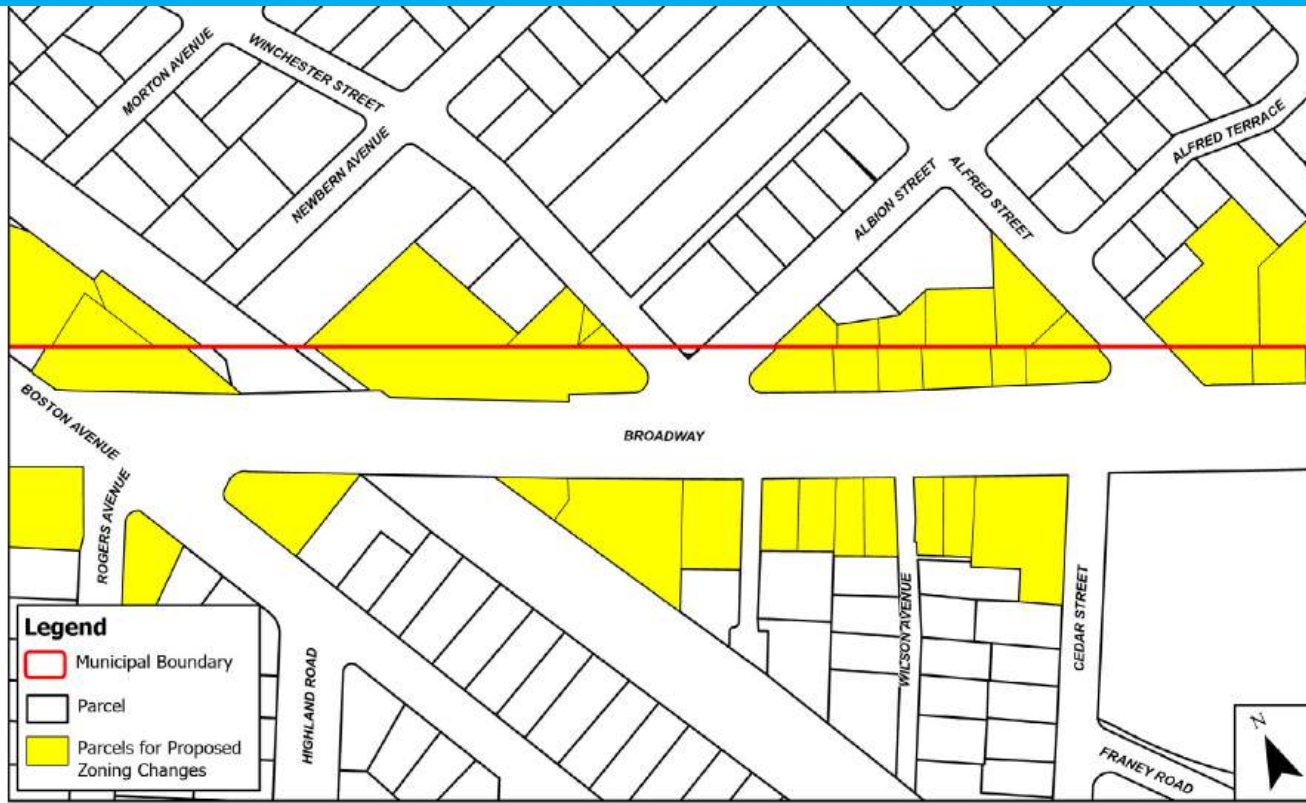 MORTON AVENUE
WINCHESTER STREET
NEWBERN AVENUE
ALBION STREET
ALFRED STREET
ALFRED TERRACE
BROADWAY
BOSTON AVENUE
ROGERS AVENUE
HIGHLAND ROAD
WILSON AVENUE
CEDAR STREET
FRANEY ROAD
Legend
Municipal Boundary
Parcel
Parcels for Proposed
Zoning Changes
N